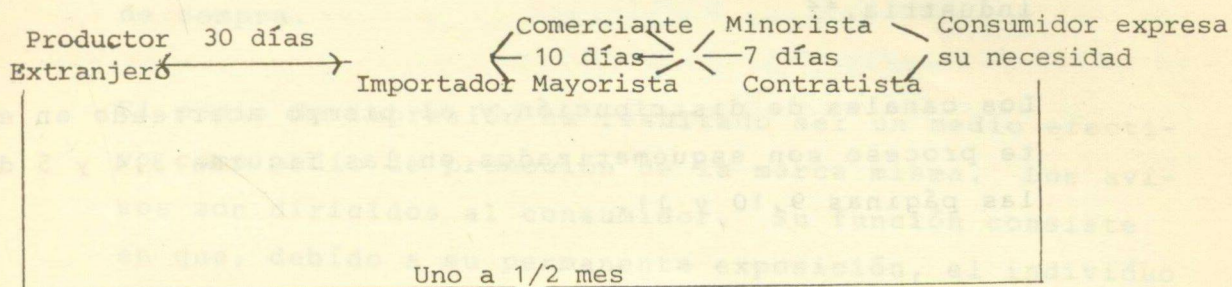 Comerciante Minorista Consumidor expresa
Productor 30 días 10 días 7 días su necesidad
Extranjero Importador Mayorista Contratista
Uno a 1/2 mes